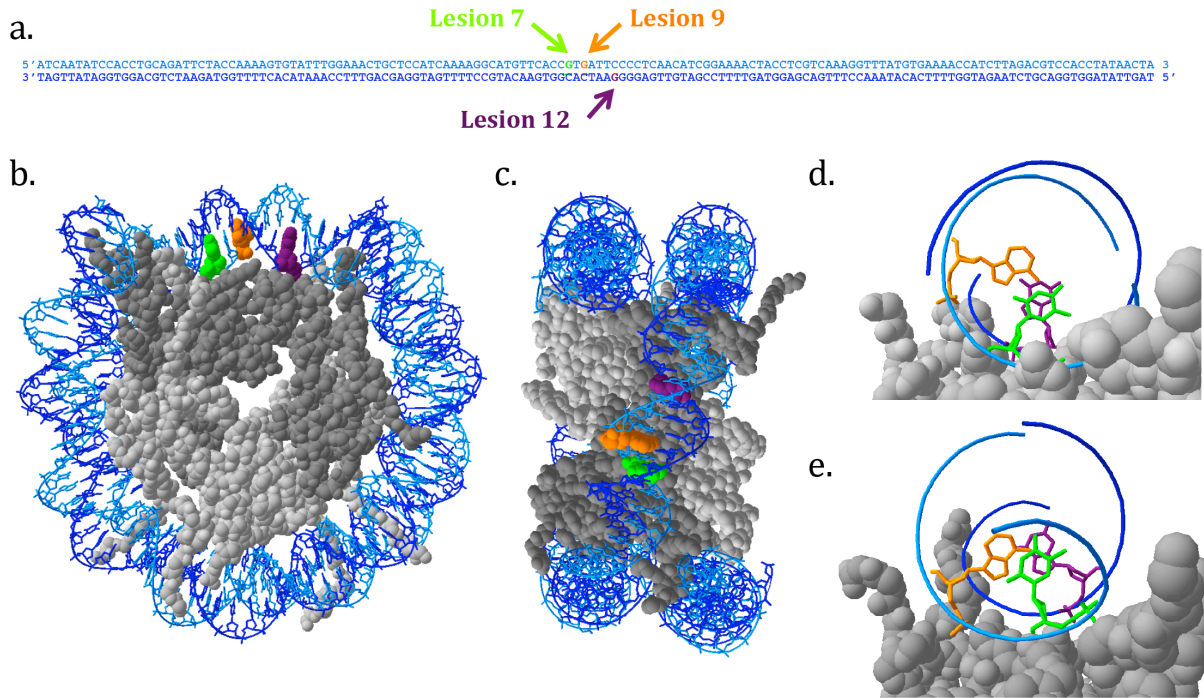 Lesion 7 Lesion 9
a.
5’ATCAATATCCACCTGCAGATTCTACCAAAAGTGTATTTGGAAACTGCTCCATCAAAAGGCATGTTCACCGTGATTCCCCTCAACATCGGAAAACTACCTCGTCAAAGGTTTATGTGAAAACCATCTTAGACGTCCACCTATAACTA 3
3’TAGTTATAGGTGGACGTCTAAGATGGTTTTCACATAAACCTTTGACGAGGTAGTTTTCCGTACAAGTGGCACTAAGGGGAGTTGTAGCCTTTTGATGGAGCAGTTTCCAAATACACTTTTGGTAGAATCTGCAGGTGGATATTGAT 5’
Lesion 12
b.
c.
d.
e.